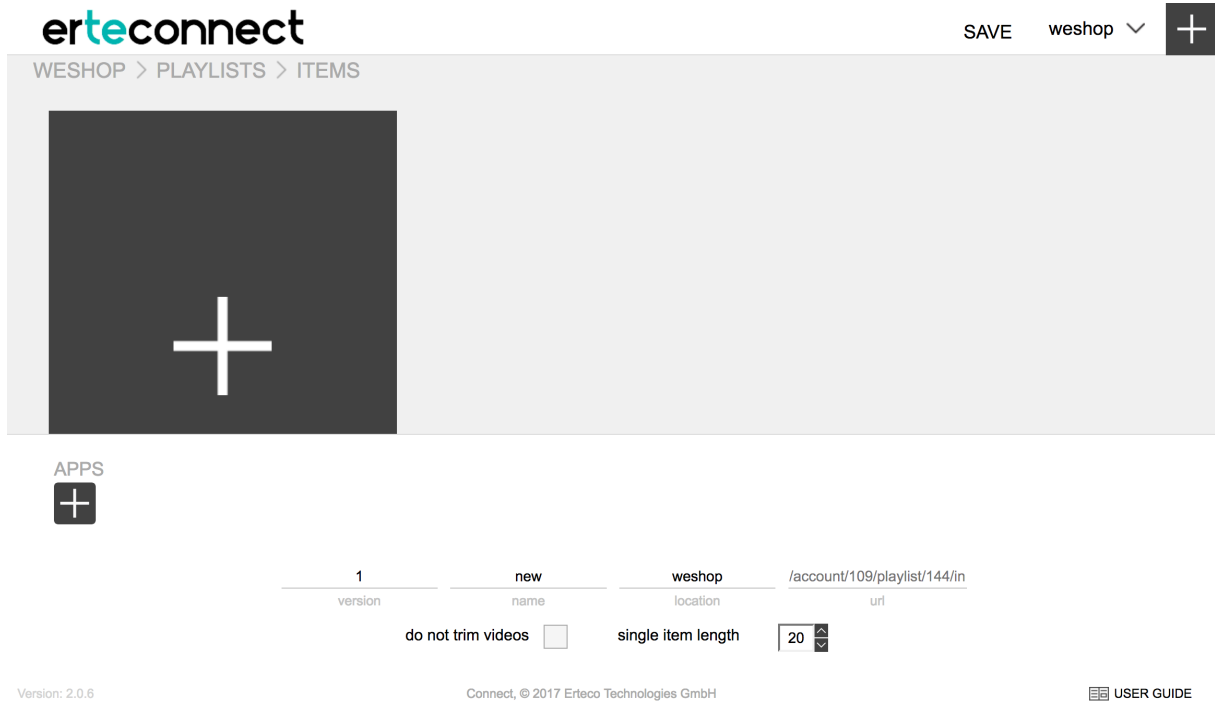 erteconnect
SAVE
weshop
WESHOP > PLAYLISTS > ITEMS
APPS
1
new
weshop
/account/109/playlist/144/in
version
name
location
url
do not trim videos
single item length
20
Version: 2.0.6
Connect, © 2017 Erteco Technologies GmbH
USER GUIDE